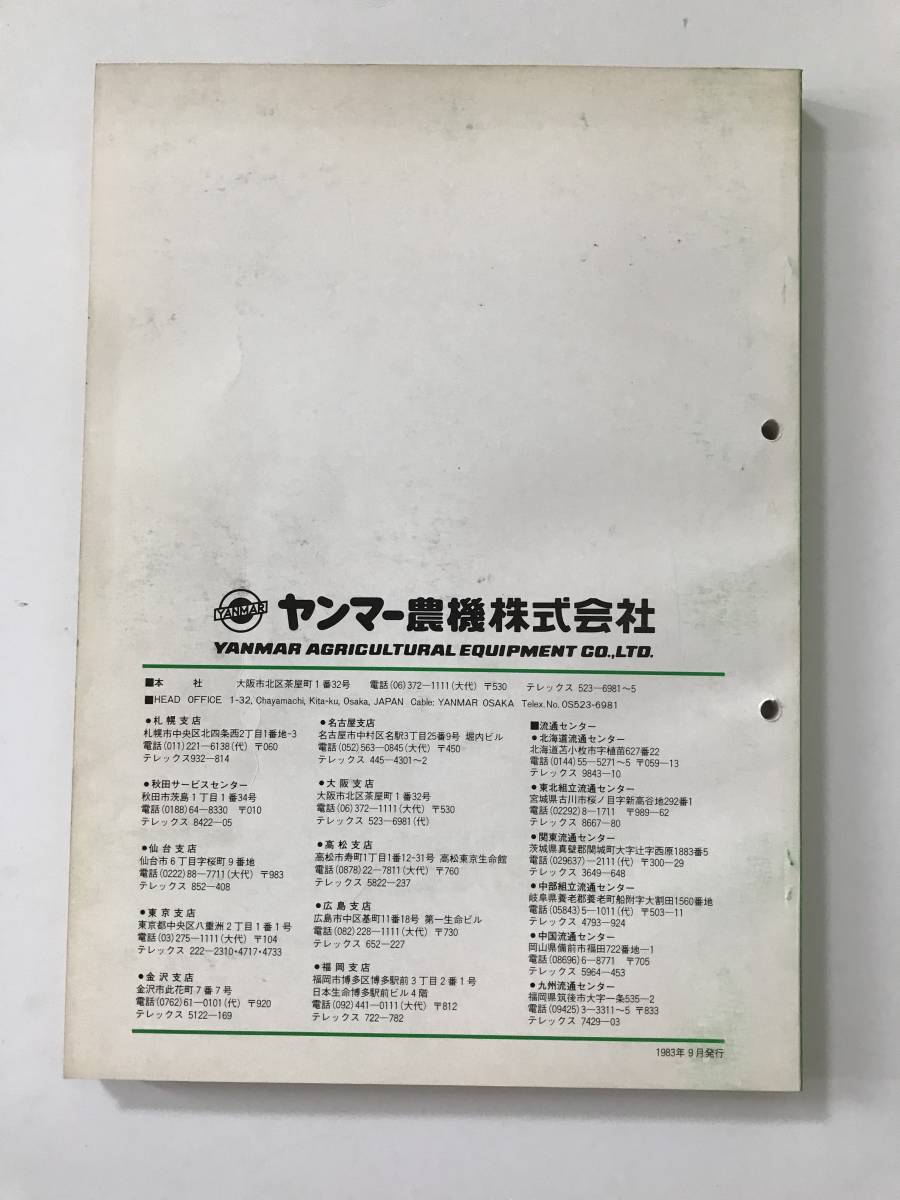 YANMAR
ヤンマー農機株式会社
YANMAR AGRICULTURAL EQUIPMENT CO.,LTD.
■本　社　大阪市北区茶屋町1番32号　電話(06)372-1111(大代)〒530　テレックス 523-6981~5
■HEAD OFFICE 1-32, Chayamachi, Kita-ku, Osaka, JAPAN Cable: YANMAR OSAKA Telex. No. OS523-6981
●札幌支店
札幌市中央区北四条西2丁目1番地-3
電話(011)221-6138(代)〒060
テレックス932-814
●秋田サービスセンター
秋田市茨島1丁目1番34号
電話(0188)64-8330 〒010
テレックス 8422-05
●仙台支店
仙台市6丁目字桜町9番地
電話(0222)88-7711(大代)〒983
テレックス 852-408
●東京支店
東京都中央区八重洲2丁目1番1号
電話(03)275-1111(大代)〒104
テレックス 222-2310・4717・4733
●金沢支店
金沢市此花町7番7号
電話(0762)61-0101(代)〒920
テレックス 5122-169
●名古屋支店
名古屋市中村区名駅3丁目25番9号 堀内ビル
電話(052)563-0845(大代)〒450
テレックス 445-4301~2
●大阪支店
大阪市北区茶屋町1番32号
電話(06)372-1111(大代)〒530
テレックス 523-6981(代)
●高松支店
高松市寿町1丁目1番12-31号 高松東京生命館
電話(0878)22-7811(大代)〒760
テレックス 5822-237
●広島支店
広島市中区基町11番18号 第一生命ビル
電話(082)228-1111(大代)〒730
テレックス 652-227
●福岡支店
福岡市博多区博多駅前3丁目2番1号
日本生命博多駅前ビル4階
電話(092)441-0111(大代)〒812
テレックス 722-782
■流通センター
●北海道流通センター
北海道苫小牧市字植苗627番22
電話(0144)55-5271~5 〒059-13
テレックス 9843-10
●東北組立流通センター
宮城県古川市桜ノ目字新高谷地292番1
電話(02292)8-1711 〒989-62
テレックス 8667-80
●関東流通センター
茨城県真壁郡関城町大字辻字西原1883番5
電話(029637)-2111(代)〒300-29
テレックス 3649-648
●中部組立流通センター
岐阜県養老郡養老町船附字大割田1560番地
電話(05843)5-1011(代)〒503-11
テレックス 4793-924
●中国流通センター
岡山県備前市福田722番地-1
電話(08696)6-8771 〒705
テレックス 5964-453
●九州流通センター
福岡県筑後市大字一条535-2
電話(09425)3-3311~5 〒833
テレックス 7429-03
1983年9月発行